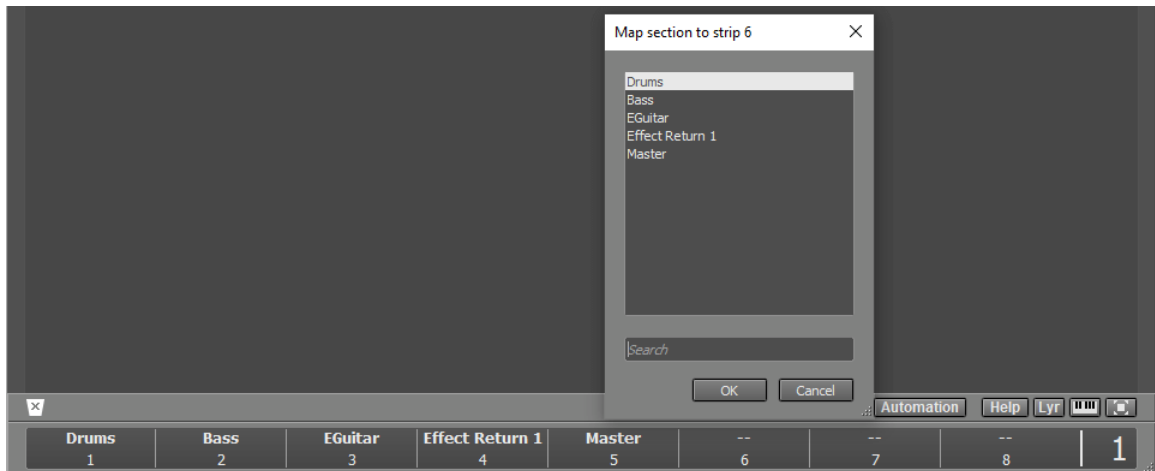 Map section to strip 6
Drums
Bass
EGuitar
Effect Return 1
Master
Search
OK Cancel
Automation Help Lyr
Drums Bass EGuitar Effect Return 1 Master -- -- -- 1
1 2 3 4 5 6 7 8